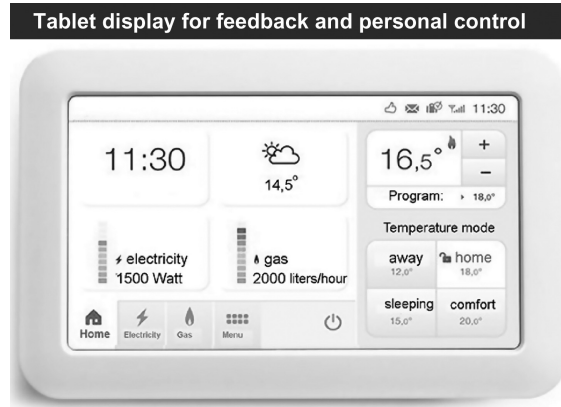 Tablet display for feedback and personal control
11:30
11:30
14,5°
16,5°
+
−
Program: › 18,0°
Temperature mode
away
12,0°
home
18,0°
sleeping
15,0°
comfort
20,0°
electricity
1500 Watt
gas
2000 liters/hour
Home
Electricity
Gas
Menu